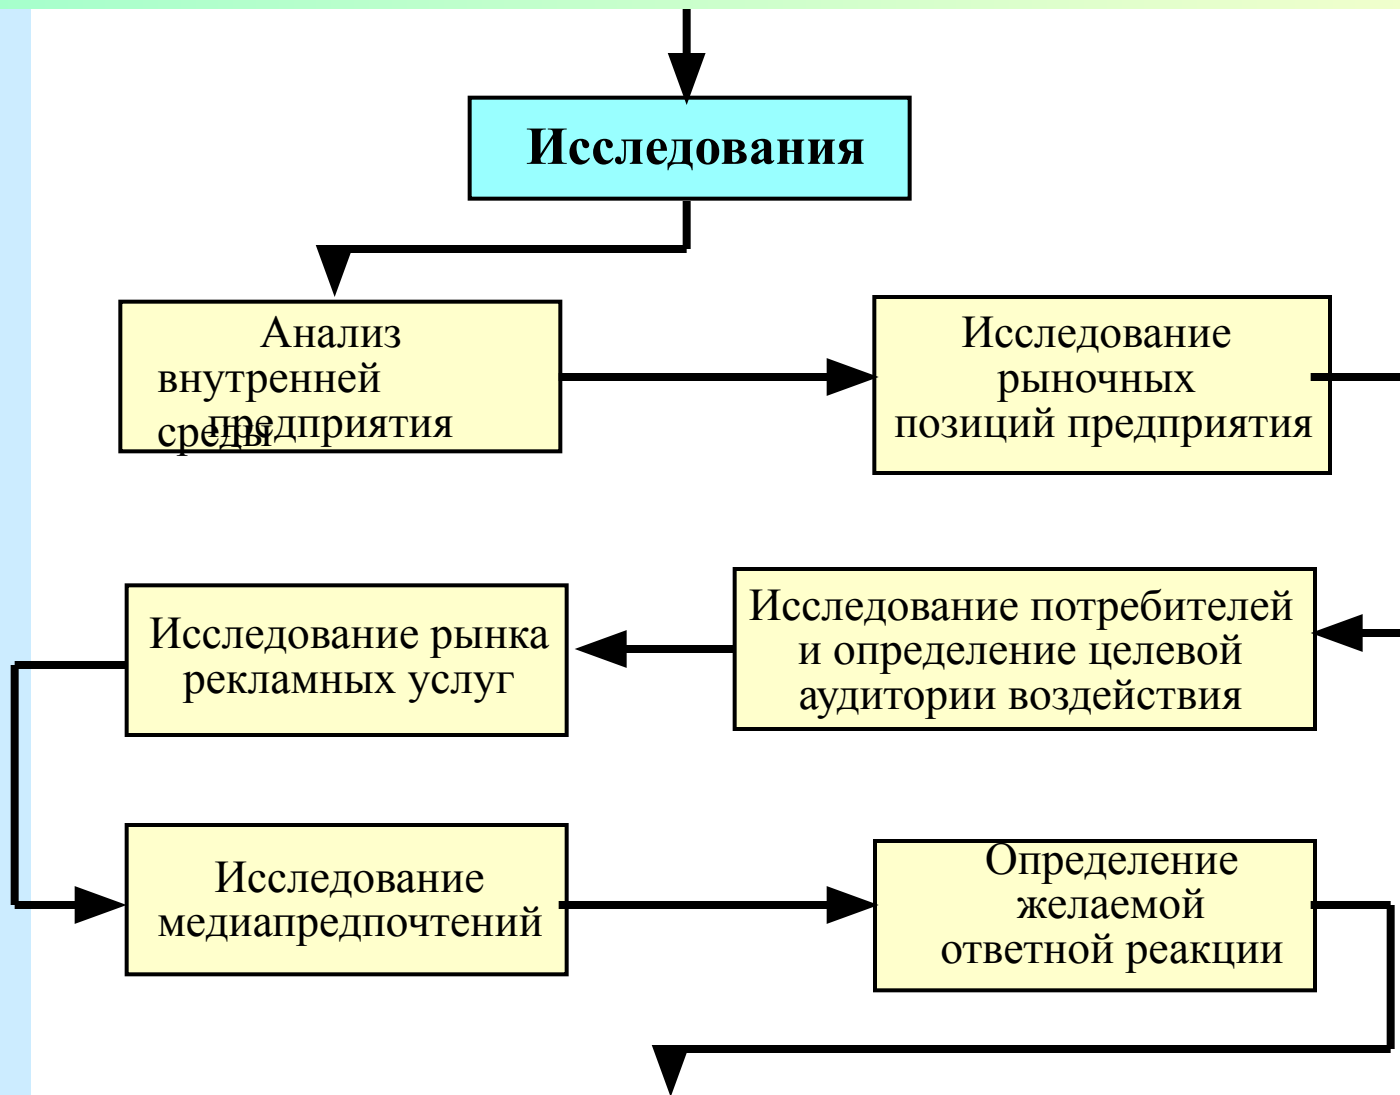 Исследования
Анализ
внутренней
среды
предприятия
Исследование
рыночных
позиций предприятия
Исследование потребителей
и определение целевой
аудитории воздействия
Исследование рынка
рекламных услуг
Исследование
медиапредпочтений
Определение
желаемой
ответной реакции